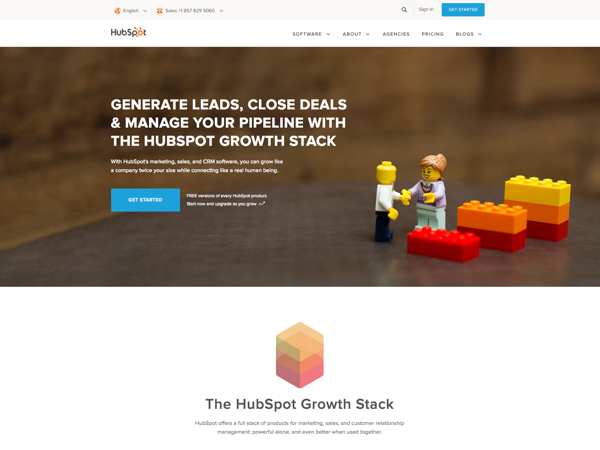 English
Sales +1 857 829 5060
Sign In
GET STARTED
HubSpot
SOFTWARE
ABOUT
AGENCIES
PRICING
BLOGS
GENERATE LEADS, CLOSE DEALS
& MANAGE YOUR PIPELINE WITH
THE HUBSPOT GROWTH STACK
With HubSpot's marketing, sales, and CRM software, you can grow like
a company twice your size while connecting like a real human being.
GET STARTED
FREE versions of every HubSpot product.
Start now and upgrade as you grow
The HubSpot Growth Stack
HubSpot offers a full stack of products for marketing, sales, and customer relationship
management: powerful alone, and even better when used together.